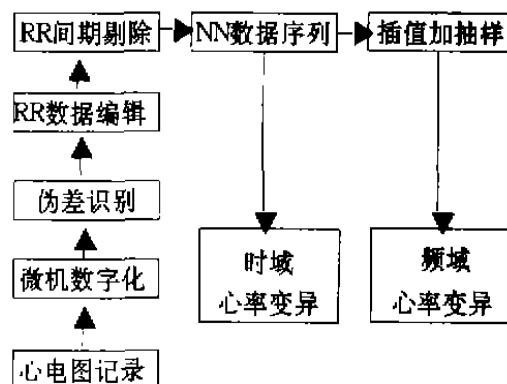 RR间期剔除
NN数据序列
插值加抽样
RR数据编辑
伪差识别
微机数字化
心电图记录
时域
心率变异
频域
心率变异